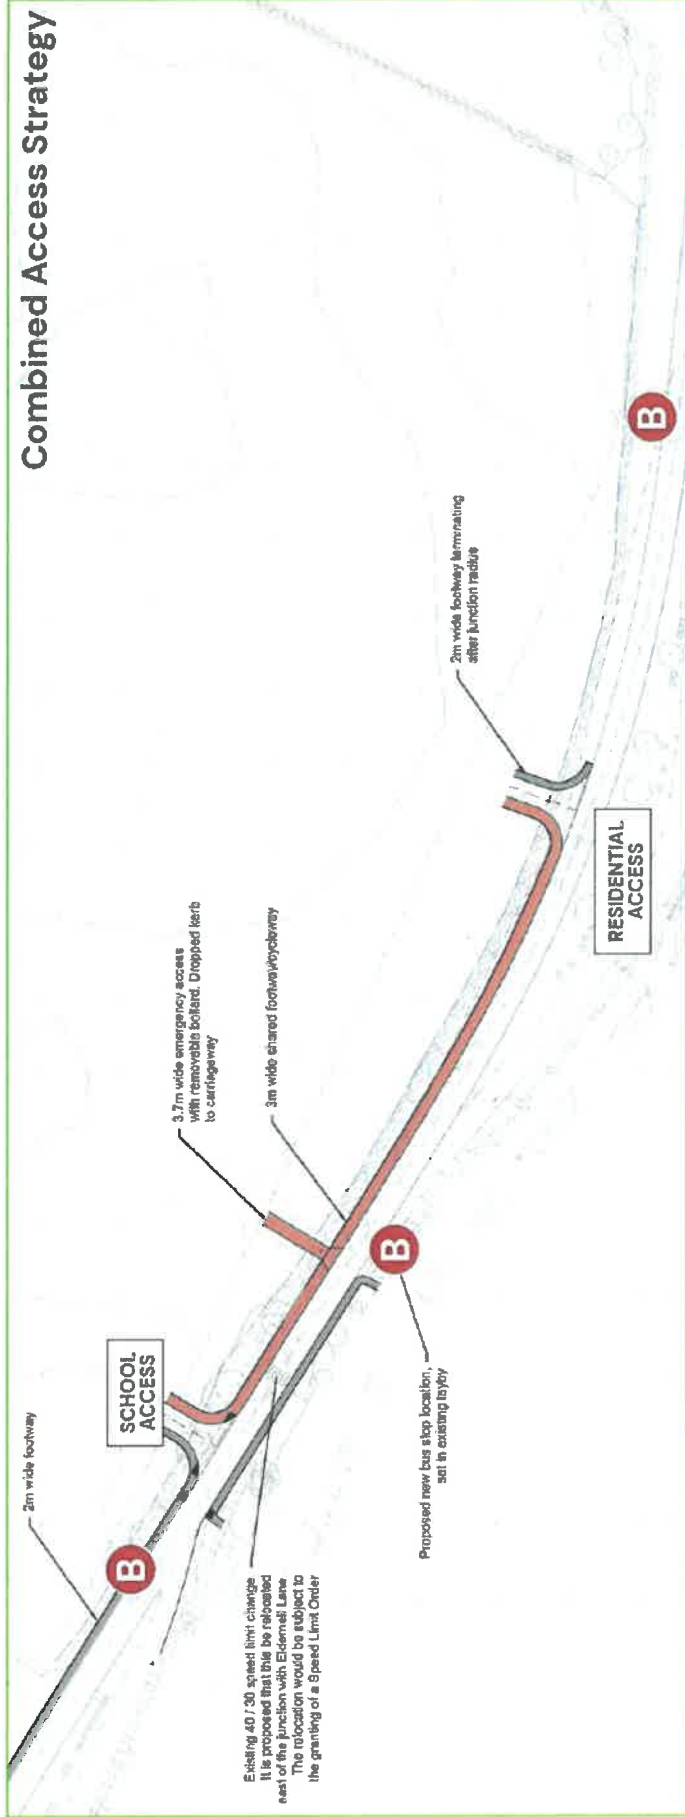 Combined Access Strategy
2m wide footway
SCHOOL
ACCESS
B
3.7m wide emergency access
with removable bollard. Dropped kerb
to carriageway
3m wide shared footway/cycleway
2m wide footway terminating
after junction radius
Existing 40 / 30 speed limit change
It is proposed that this be relocated
east of the junction with Eldernell Lane
The relocation would be subject to
the granting of a Speed Limit Order
Proposed new bus stop location,
set in existing layby
B
RESIDENTIAL
ACCESS
B